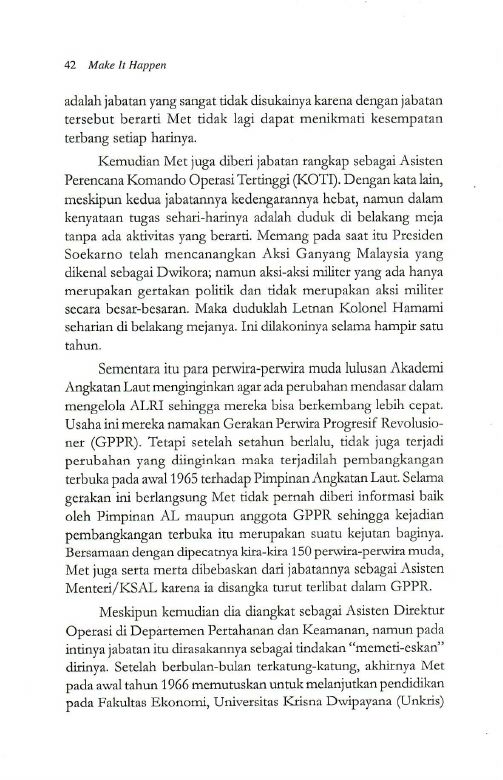 42 Make It Happen
adalah jabatan yang sangat tidak disukainya karena dengan jabatan
tersebut berarti Met tidak lagi dapat menikmati kesempatan
terbang setiap harinya.
Kemudian Met juga diberi jabatan rangkap sebagai Asisten
Perencana Komando Operasi Tertinggi (KOTI). Dengan kata lain,
meskipun kedua jabatannya kedengarannya hebat, namun dalam
kenyataan tugas sehari-harinya adalah duduk di belakang meja
tanpa ada aktivitas yang berarti. Memang pada saat itu Presiden
Soekarno telah mencanangkan Aksi Ganyang Malaysia yang
dikenal sebagai Dwikora; namun aksi-aksi militer yang ada hanya
merupakan gertakan politik dan tidak merupakan aksi militer
secara besar-besaran. Maka duduklah Letnan Kolonel Hamami
seharian di belakang mejanya. Ini dilakoninya selama hampir satu
tahun.
Sementara itu para perwira-perwira muda lulusan Akademi
Angkatan Laut menginginkan agar ada perubahan mendasar dalam
mengelola ALRI sehingga mereka bisa berkembang lebih cepat.
Usaha ini mereka namakan Gerakan Perwira Progresif Revolusio-
ner (GPPR). Tetapi setelah setahun berlalu, tidak juga terjadi
perubahan yang diinginkan maka terjadilah pembangkangan
terbuka pada awal 1965 terhadap Pimpinan Angkatan Laut. Selama
gerakan ini berlangsung Met tidak pernah diberi informasi baik
oleh Pimpinan AL maupun anggota GPPR sehingga kejadian
pembangkangan terbuka itu merupakan suatu kejutan baginya.
Bersamaan dengan dipecatnya kira-kira 150 perwira-perwira muda,
Met juga serta merta dibebaskan dari jabatannya sebagai Asisten
Menteri/KSAL karena ia disangka turut terlibat dalam GPPR.
Meskipun kemudian dia diangkat sebagai Asisten Direktur
Operasi di Departemen Pertahanan dan Keamanan, namun pada
intinya jabatan itu dirasakannya sebagai tindakan “memeti-eskan”
dirinya. Setelah berbulan-bulan terkatung-katung, akhirnya Met
pada awal tahun 1966 memutuskan untuk melanjutkan pendidikan
pada Fakultas Ekonomi, Universitas Krisna Dwipayana (Unkris)